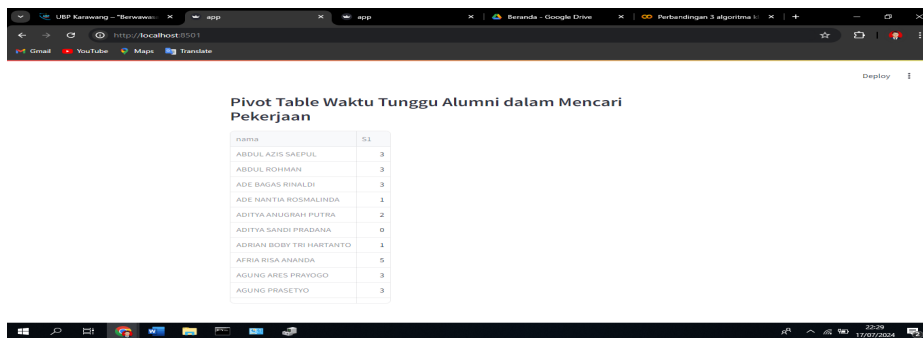 UBP Karawang – "Berwawas
app
app
Beranda - Google Drive
Perbandingan 3 algoritma k
http://localhost:8501
Gmail YouTube Maps Translate
Deploy
Pivot Table Waktu Tunggu Alumni dalam Mencari
Pekerjaan
nama S1
ABDUL AZIS SAEPUL 3
ABDUL ROHMAN 3
ADE BAGAS RINALDI 3
ADE NANTIA ROSMALINDA 1
ADITYA ANUGRAH PUTRA 2
ADITYA SANDI PRADANA 0
ADRIAN BOBY TRI HARTANTO 1
AFRIA RISA ANANDA 5
AGUNG ARES PRAYOGO 3
AGUNG PRASETYO 3
22:29
17/07/2024